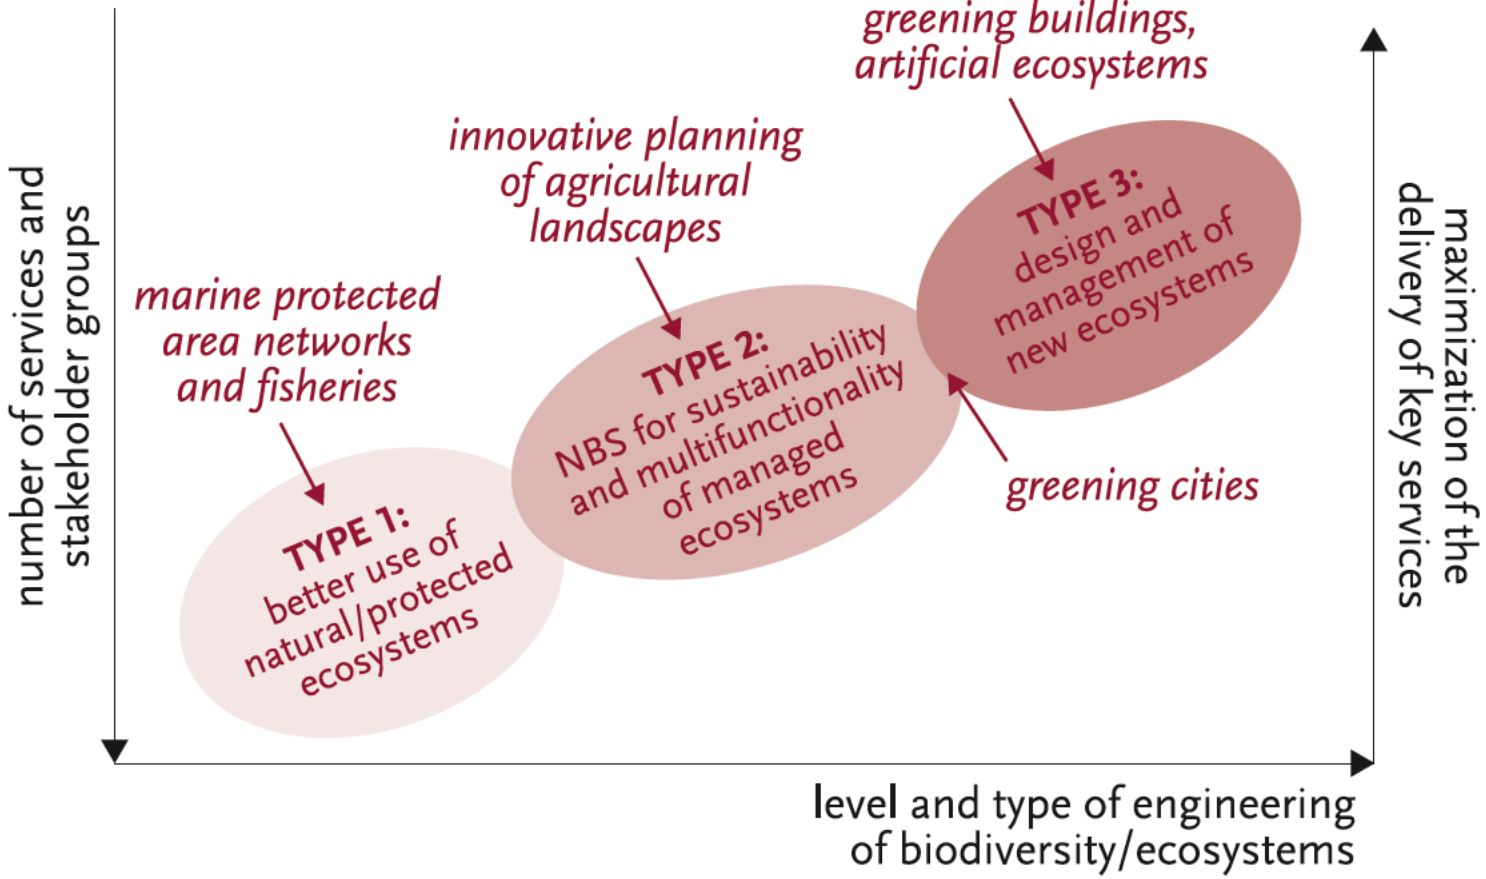 greening buildings,
artificial ecosystems
innovative planning
of agricultural
landscapes
marine protected
area networks
and fisheries
TYPE 3:
design and
management of
new ecosystems
TYPE 2:
NBS for sustainability
and multifunctionality
of managed
ecosystems
TYPE 1:
better use of
natural/protected
ecosystems
greening cities
number of services and
stakeholder groups
maximization of the
delivery of key services
level and type of engineering
of biodiversity/ecosystems